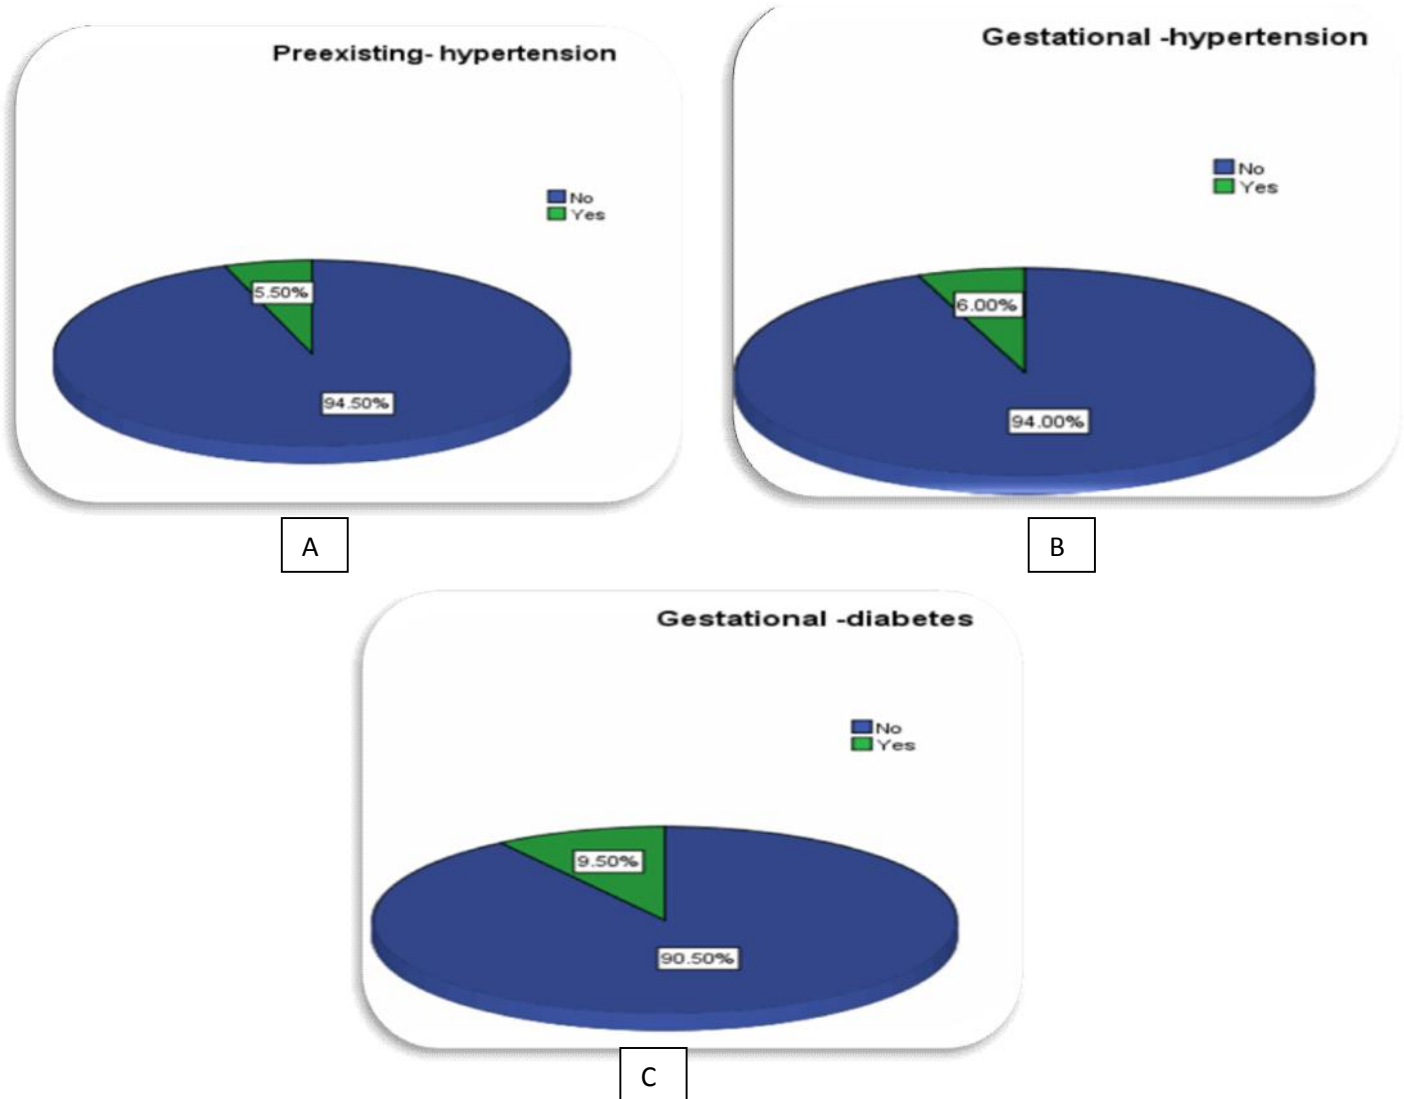 Preexisting- hypertension
No
Yes
5.50%
94.50%
A
Gestational -hypertension
No
Yes
6.00%
94.00%
B
Gestational -diabetes
No
Yes
9.50%
90.50%
C